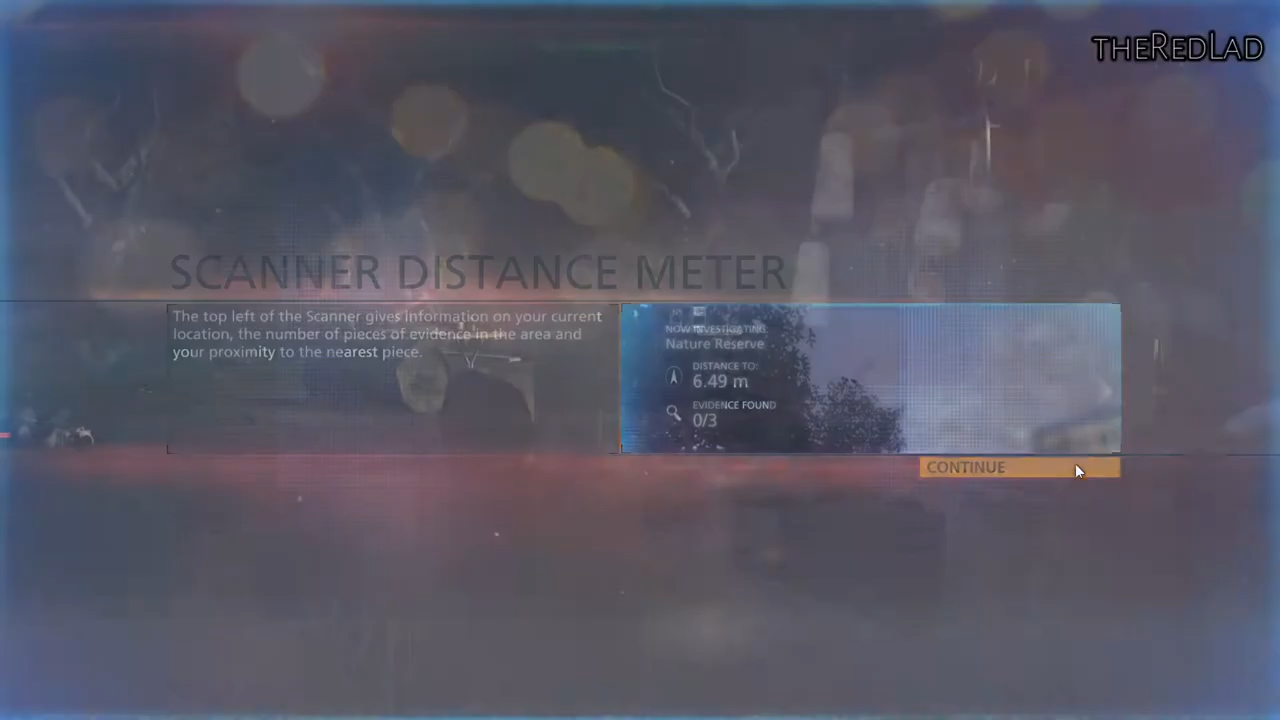 THEREDLAD
SCANNER DISTANCE METER
The top left of the Scanner gives information on your current
location, the number of pieces of evidence in the area and
your proximity to the nearest piece.
NOW INVESTIGATING:
Nature Reserve
DISTANCE TO:
6.49 m
EVIDENCE FOUND
0/3
CONTINUE